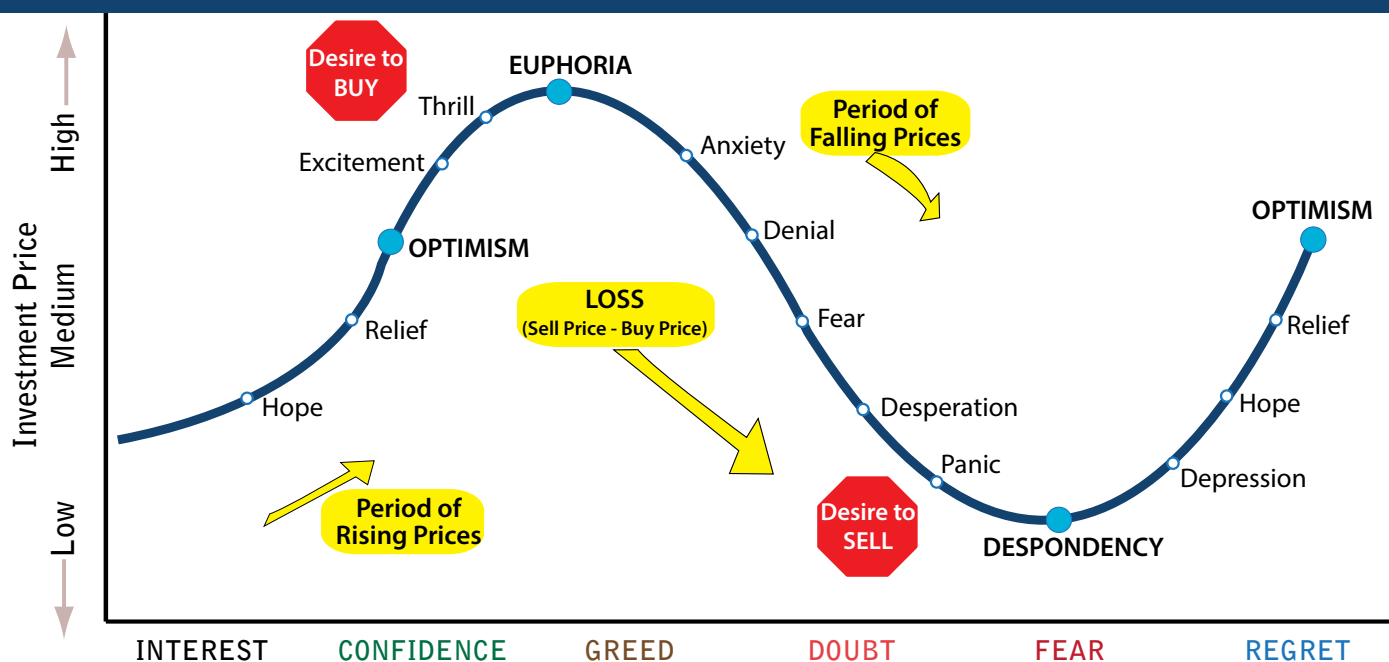 Desire to
BUY
EUPHORIA
Thrill
Excitement
OPTIMISM
Relief
Hope
Anxiety
Denial
Fear
Desperation
Panic
DESPONDENCY
Depression
Hope
Relief
OPTIMISM
Period of
Falling Prices
LOSS
(Sell Price - Buy Price)
Period of
Rising Prices
Desire to
SELL
Investment Price
High
Medium
Low
INTEREST
CONFIDENCE
GREED
DOUBT
FEAR
REGRET